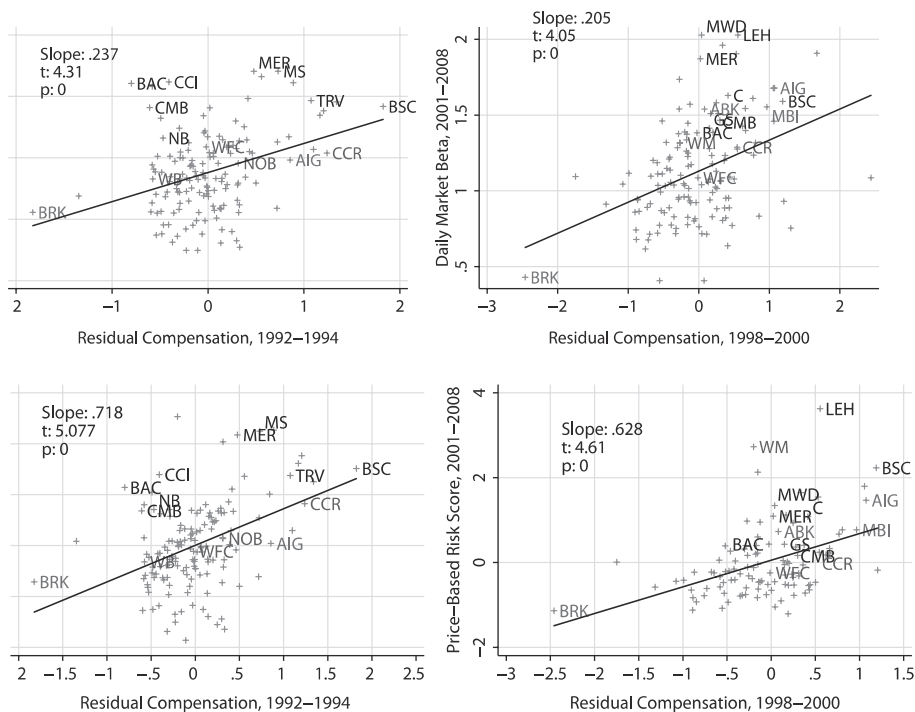 Slope: .237
t: 4.31
p: 0
MER
MS
BAC
CCI
CMB
TRV
BSC
NB
WFC
NOB
AIG
CCR
WB
BRK
2
−1
0
1
2
Residual Compensation, 1992−1994
Daily Market Beta, 2001−2008
2
1.5
1
.5
Slope: .205
t: 4.05
p: 0
MWD
LEH
MER
AIG
C
BSC
ABK
MBI
GS
CMB
BAC
WM
CCR
WFC
BRK
−3
−2
−1
0
1
2
Residual Compensation, 1998−2000
Slope: .718
t: 5.077
p: 0
MS
MER
CCI
TRV
BSC
BAC
NB
CMB
CCR
NOB
AIG
WFC
WB
BRK
2
−1.5
−1
−.5
0
.5
1
1.5
2
Residual Compensation, 1992−1994
Price−Based Risk Score, 2001−2008
4
2
0
−2
Slope: .628
t: 4.61
p: 0
LEH
WM
BSC
MWD
C
AIG
MER
ABK
MBI
BAC
GS
CMB
CCR
WFC
BRK
−3
−2.5
−2
−1.5
−1
−.5
0
.5
1
1.5
Residual Compensation, 1998−2000